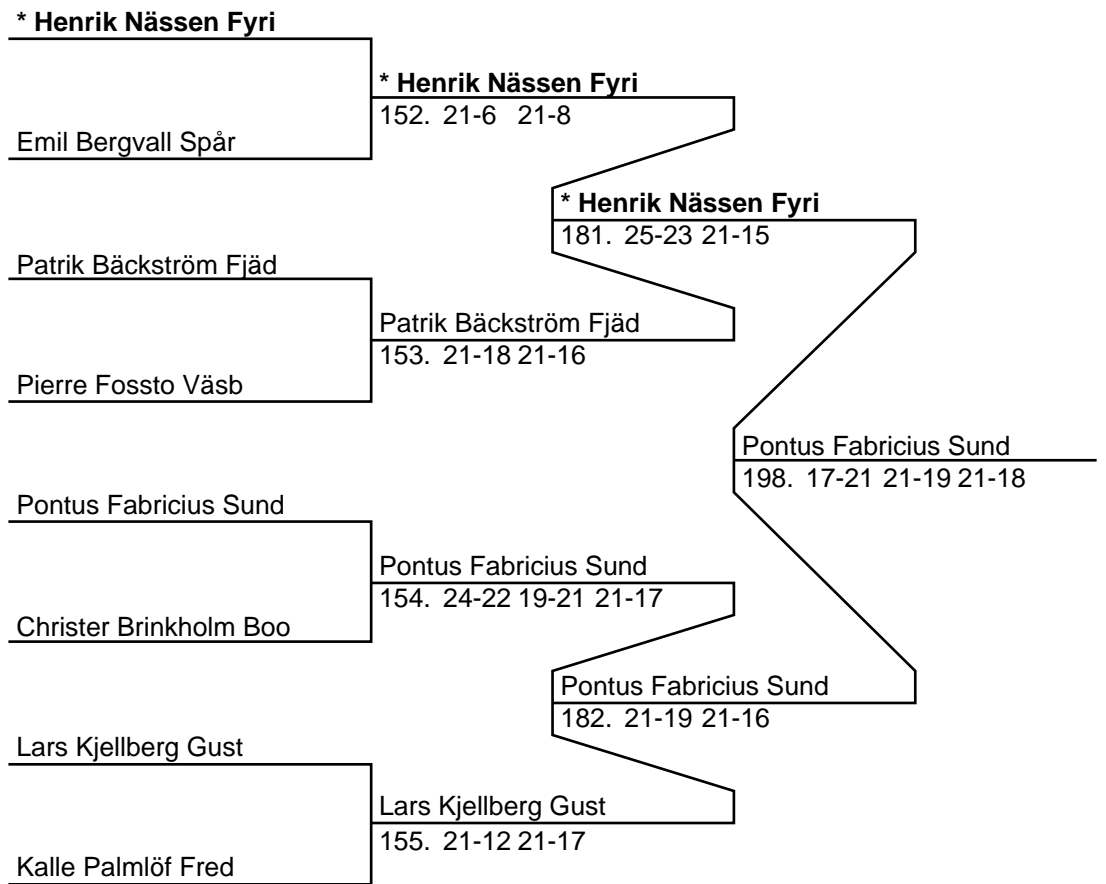 * Henrik Nässen Fyri
* Henrik Nässen Fyri
152. 21-6 21-8
Emil Bergvall Spår
* Henrik Nässen Fyri
181. 25-23 21-15
Patrik Bäckström Fjäd
Patrik Bäckström Fjäd
153. 21-18 21-16
Pierre Fossto Väsb
Pontus Fabricius Sund
198. 17-21 21-19 21-18
Pontus Fabricius Sund
Pontus Fabricius Sund
154. 24-22 19-21 21-17
Christer Brinkholm Boo
Pontus Fabricius Sund
182. 21-19 21-16
Lars Kjellberg Gust
Lars Kjellberg Gust
155. 21-12 21-17
Kalle Palmlöf Fred